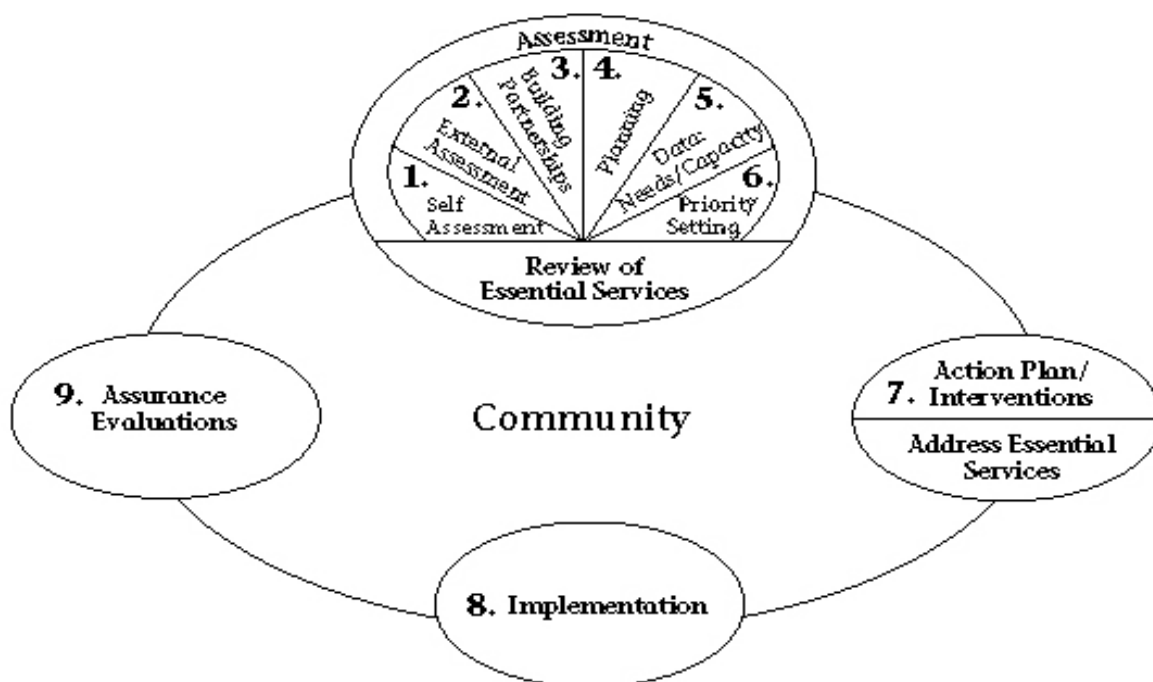 Assessment
1.
Self
Assessment
2.
External
Assessment
3.
Building
Partnerships
4.
Planning
5.
Data:
Needs/Capacity
6.
Priority
Setting
Review of
Essential Services
7. Action Plan/
Interventions
Address Essential
Services
8. Implementation
9. Assurance
Evaluations
Community